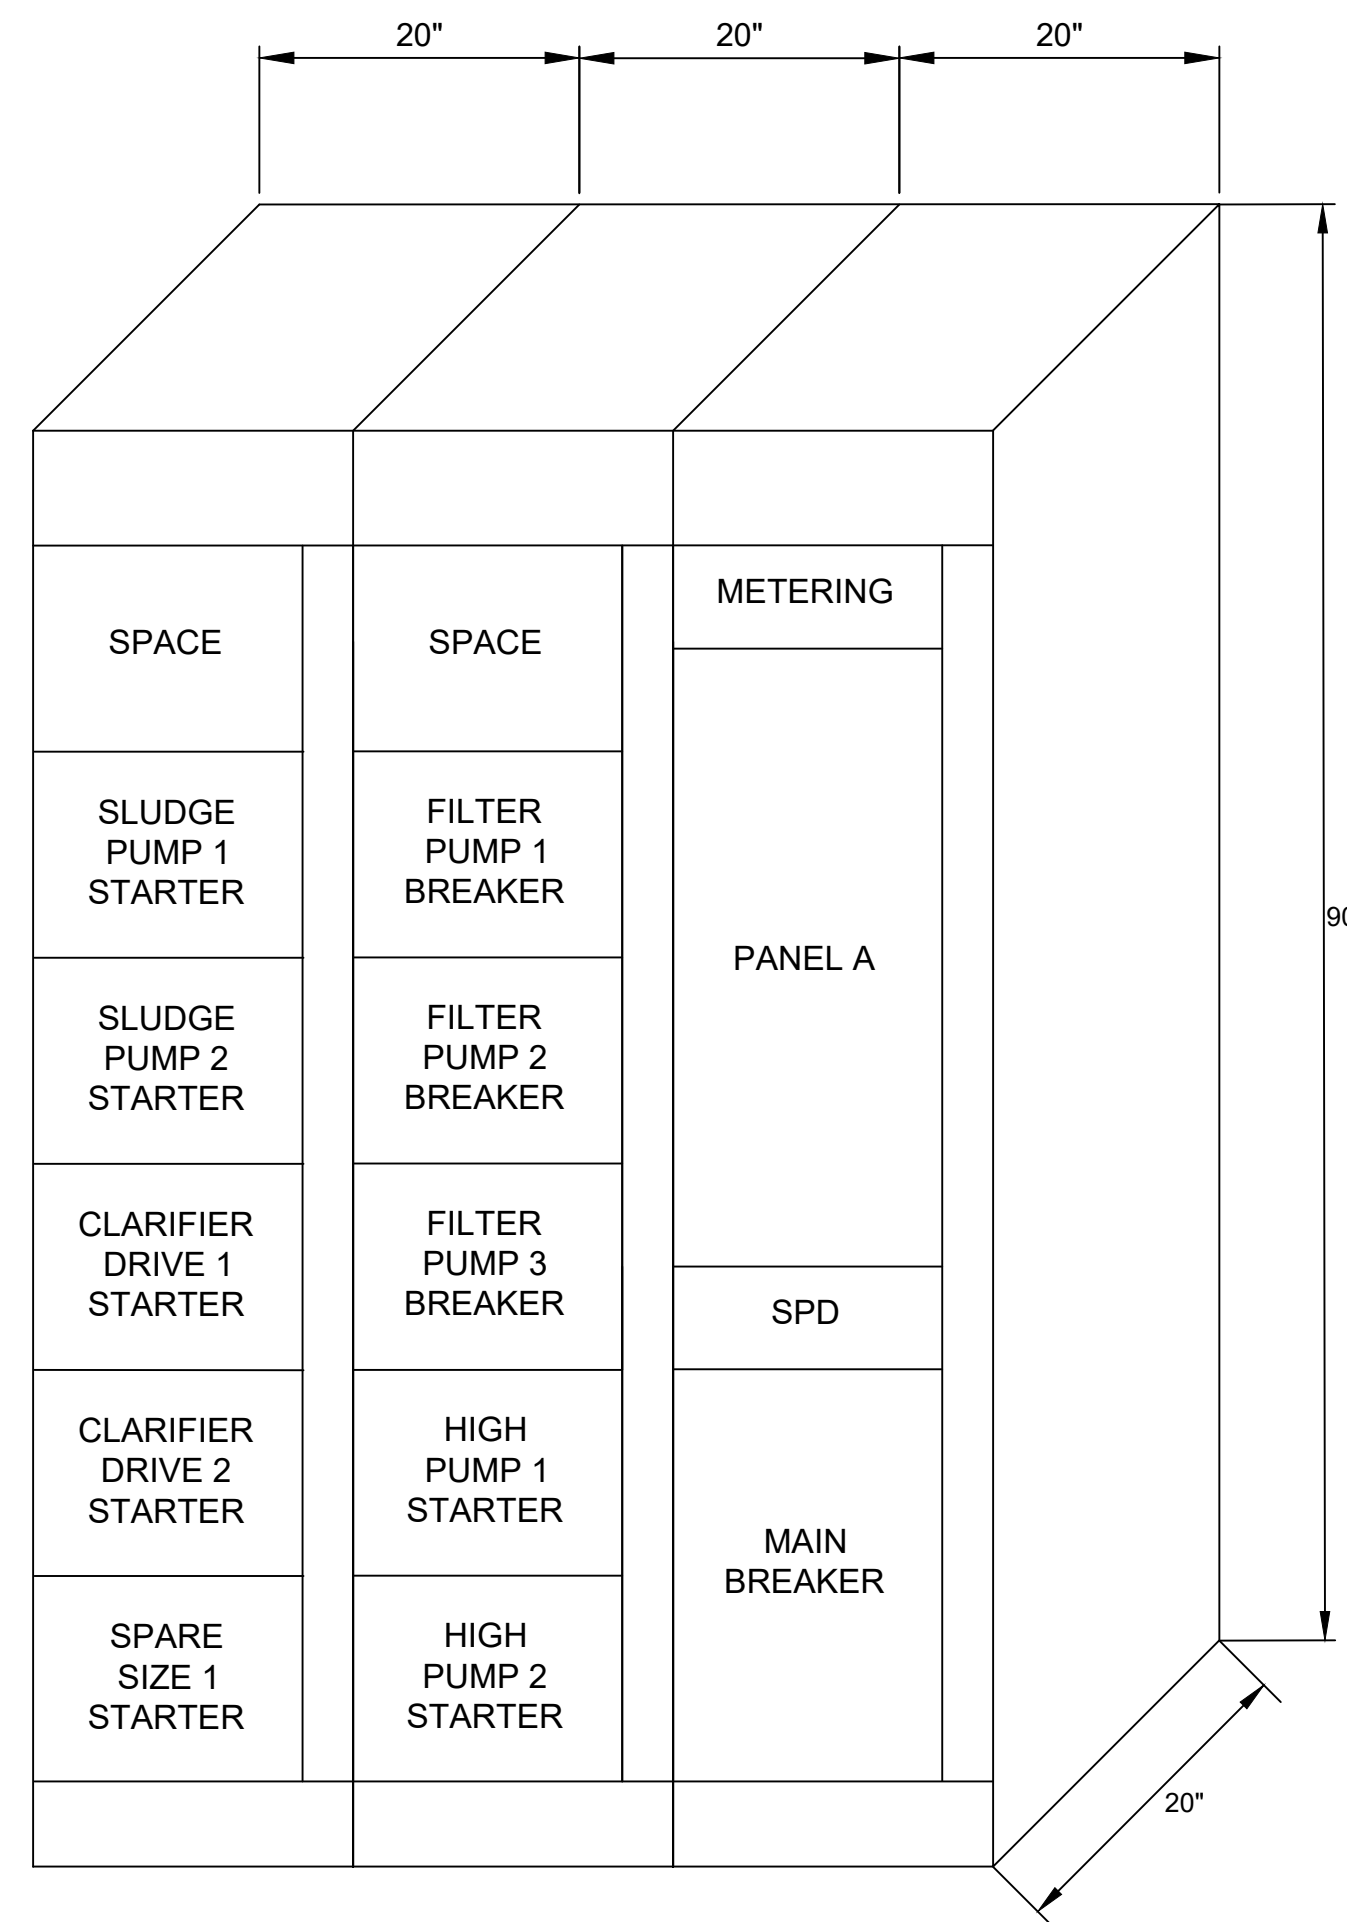 20"
20"
20"
SPACE
SLUDGE
PUMP 1
STARTER
SLUDGE
PUMP 2
STARTER
CLARIFIER
DRIVE 1
STARTER
CLARIFIER
DRIVE 2
STARTER
SPARE
SIZE 1
STARTER
SPACE
FILTER
PUMP 1
BREAKER
FILTER
PUMP 2
BREAKER
FILTER
PUMP 3
BREAKER
HIGH
PUMP 1
STARTER
HIGH
PUMP 2
STARTER
METERING
PANEL A
SPD
MAIN
BREAKER
90
20"